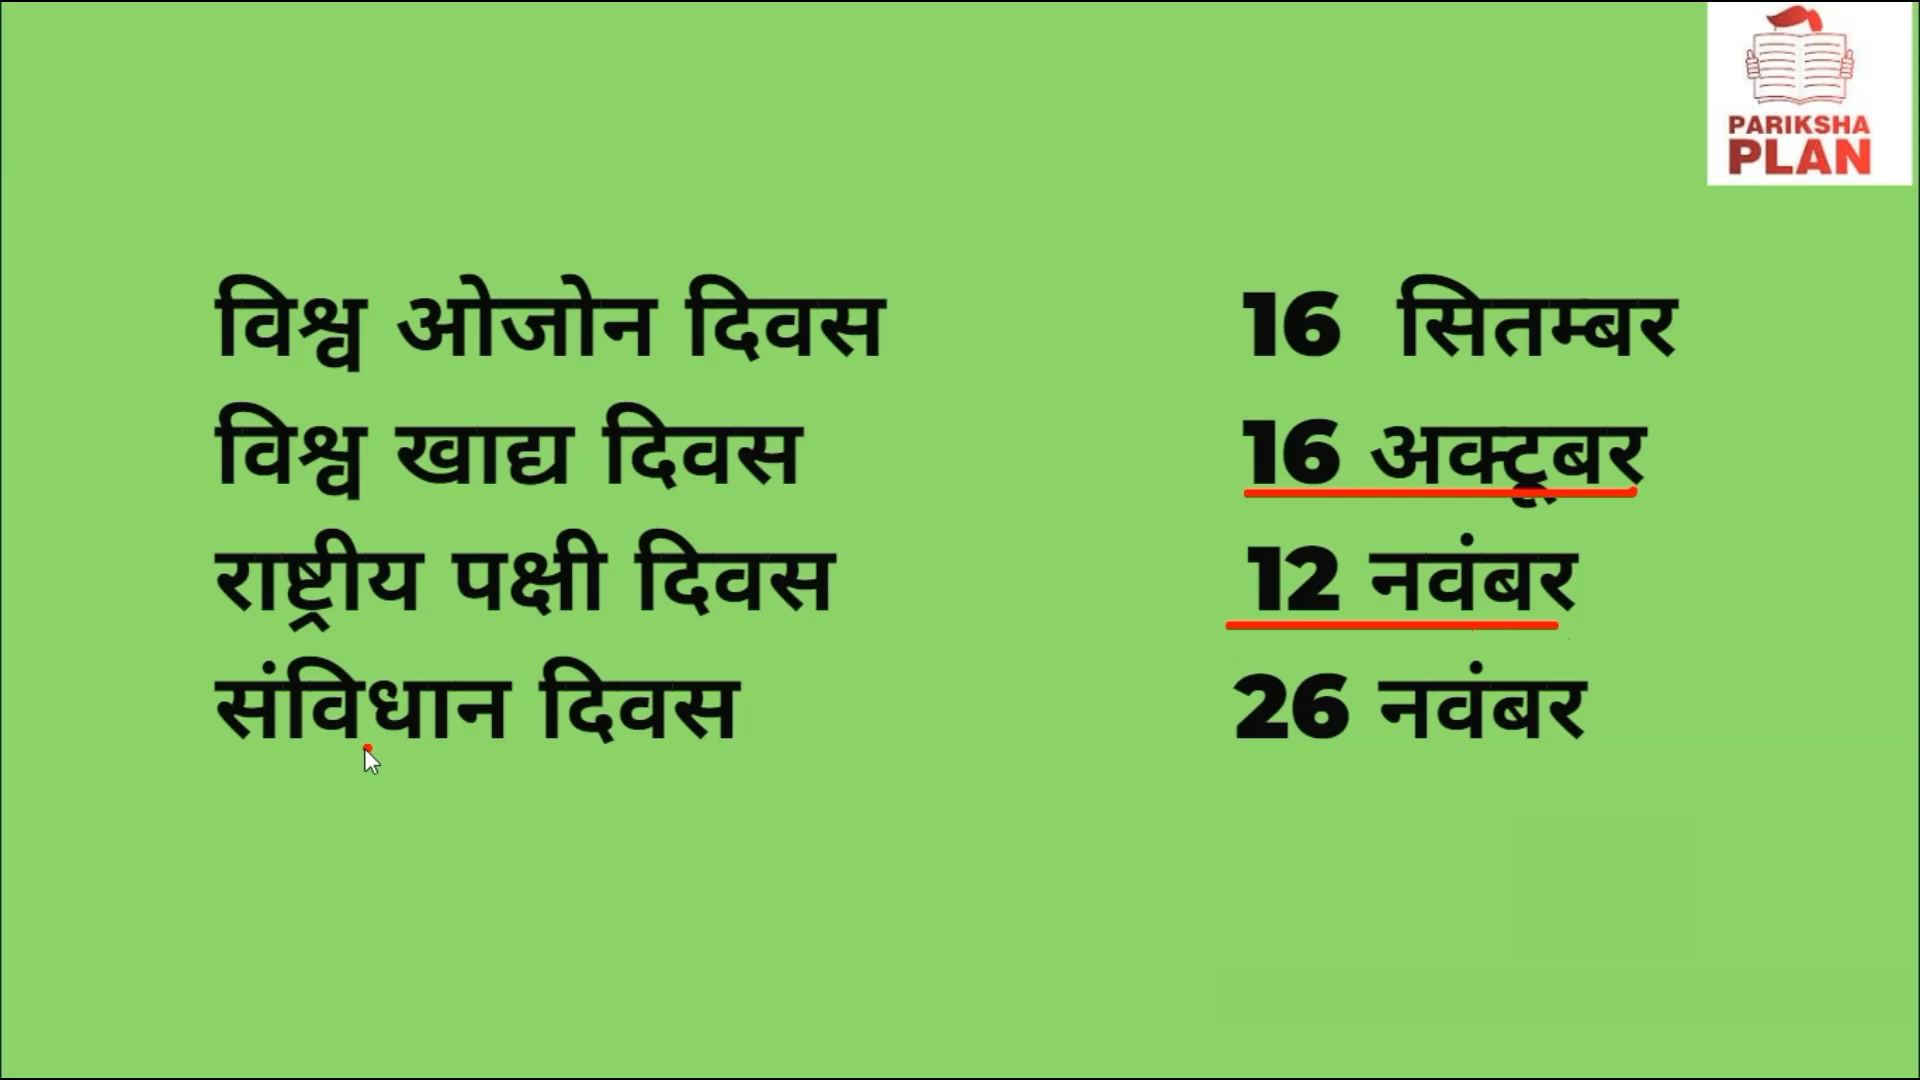 PARIKSHA
PLAN
विश्व ओजोन दिवस 16 सितम्बर
विश्व खाद्य दिवस 16 अक्टूबर
राष्ट्रीय पक्षी दिवस 12 नवंबर
संविधान दिवस 26 नवंबर